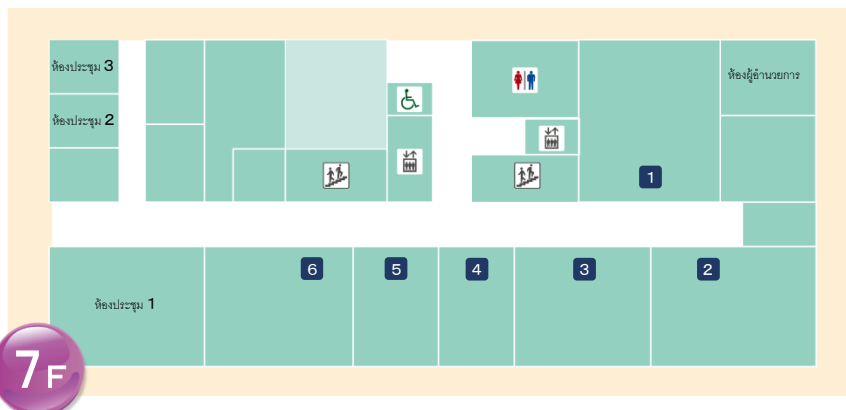 ห้องประชุม 3
ห้องผู้อำนวยการ
ห้องประชุม 2
1
6
5
4
3
2
ห้องประชุม 1
7F